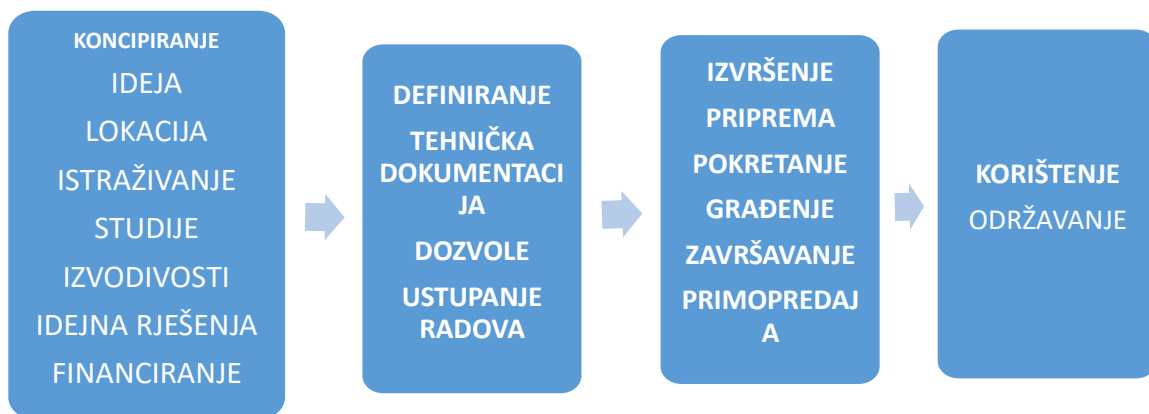 KONCIPIRANJE
IDEJA
LOKACIJA
ISTRAŽIVANJE
STUDIJE
IZVODIVOSTI
IDEJNA RJEŠENJA
FINANCIRANJE
DEFINIRANJE
TEHNIČKA
DOKUMENTACI
JA
DOZVOLE
USTUPANJE
RADOVA
IZVRŠENJE
PRIPREMA
POKRETANJE
GRAĐENJE
ZAVRŠAVANJE
PRIMOPREDAJ
A
KORIŠTENJE
ODRŽAVANJE